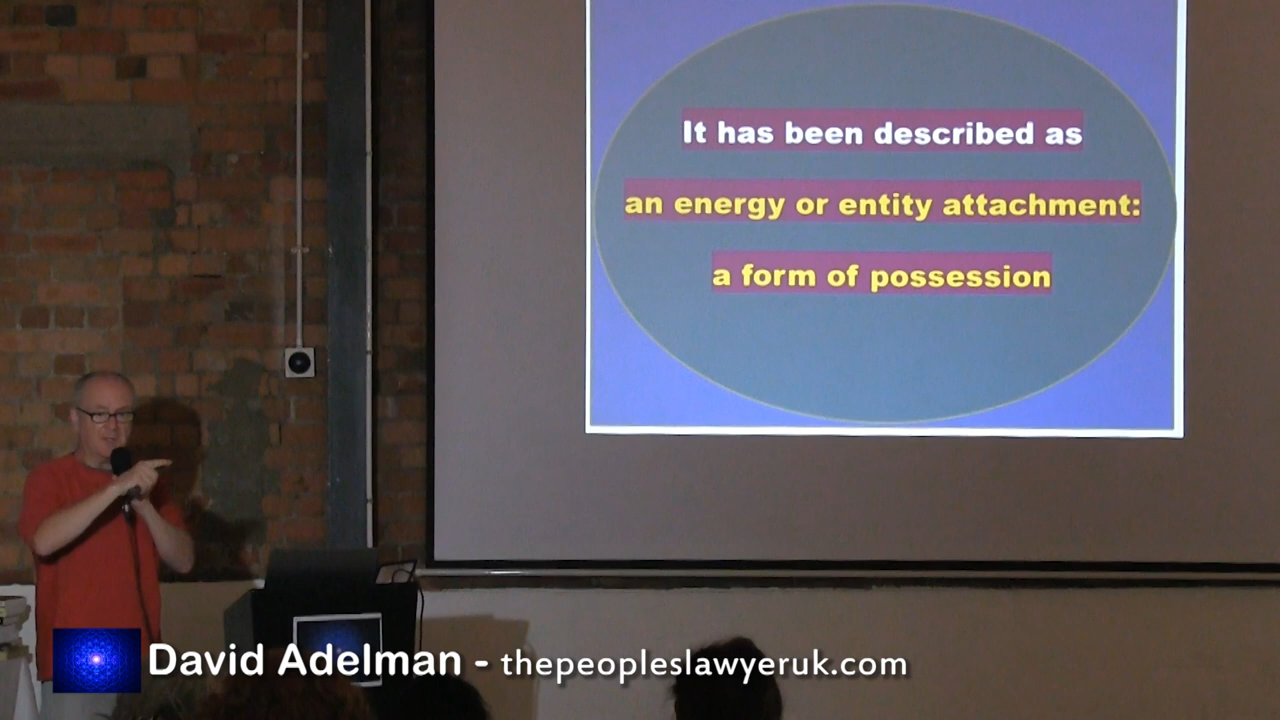 It has been described as
an energy or entity attachment:
a form of possession
David Adelman - thepeopleslawyeruk.com